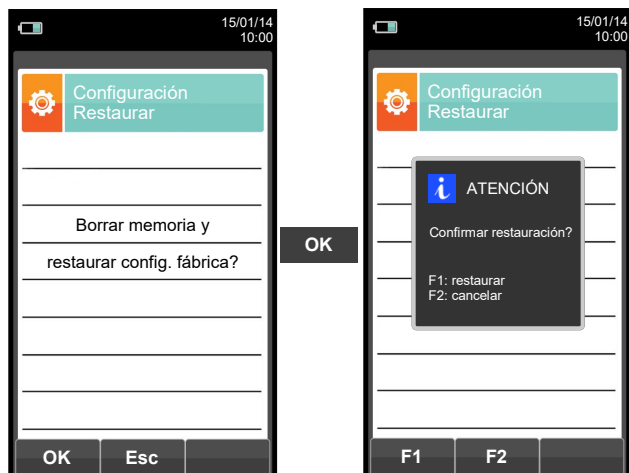 15/01/14
10:00
Configuración
Restaurar
Borrar memoria y
restaurar config. fábrica?
OK
Esc
OK
15/01/14
10:00
Configuración
Restaurar
i
ATENCIÓN
Confirmar restauración?
F1: restaurar
F2: cancelar
F1
F2